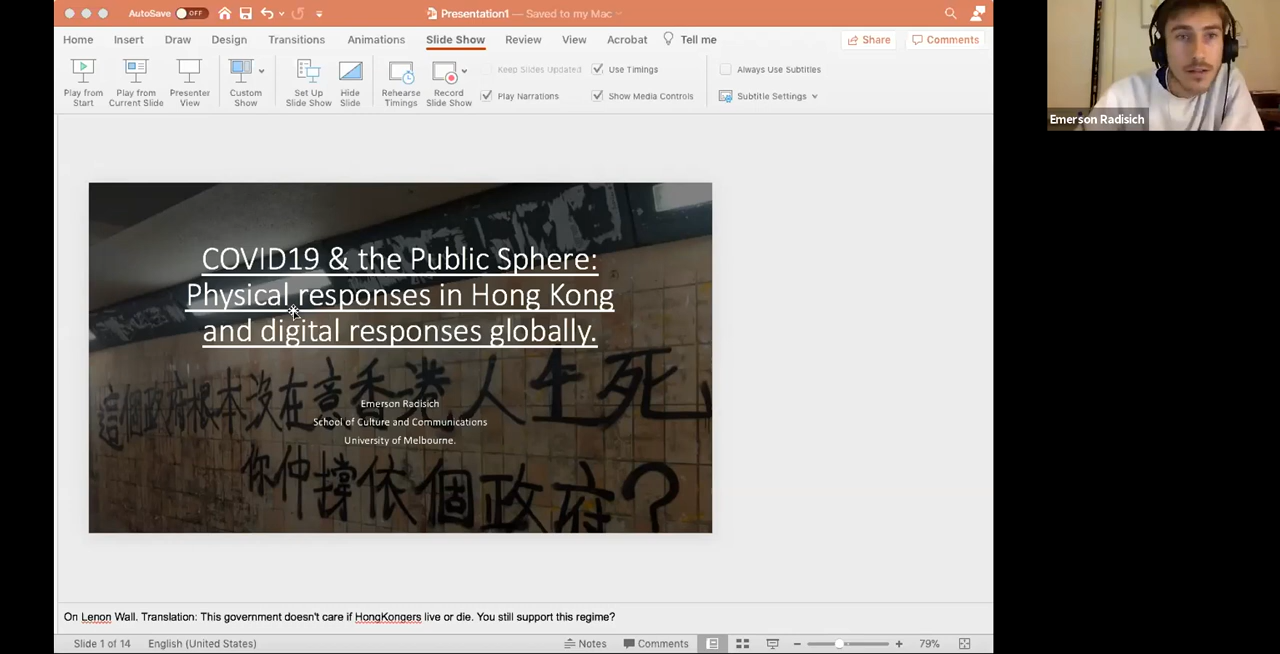 AutoSave OFF
Presentation1 — Saved to my Mac
Home Insert Draw Design Transitions Animations Slide Show Review View Acrobat Tell me Share Comments
Play from Start
Play from Current Slide
Presenter View
Custom Show
Set Up Slide Show
Hide Slide
Rehearse Timings
Record Slide Show
Keep Slides Updated
Play Narrations
Use Timings
Show Media Controls
Always Use Subtitles
Subtitle Settings
Emerson Radisich
COVID19 & the Public Sphere:
Physical responses in Hong Kong
and digital responses globally.
這個政府根本沒在意香港人生死
Emerson Radisich
School of Culture and Communications
University of Melbourne.
你仲撐依個政府?
On Lenon Wall. Translation: This government doesn't care if HongKongers live or die. You still support this regime?
Slide 1 of 14 English (United States) Notes Comments 79%